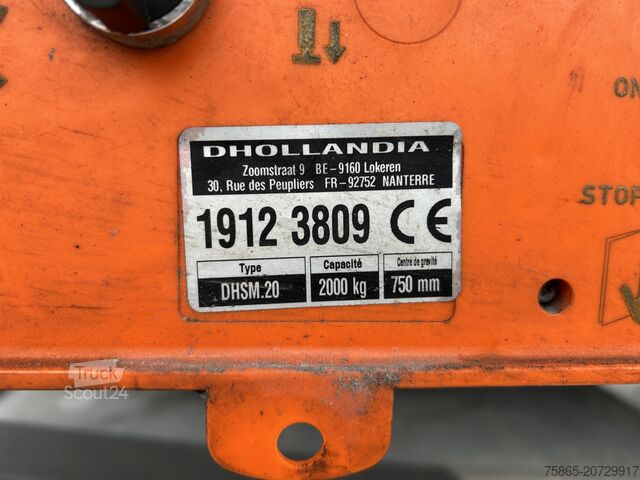 ON
STOP
DHOLLANDIA
Zoomstraat 9 BE-9160 Lokeren
30, Rue des Peupliers FR-92752 NANTERRE
1912 3809 CE
Type Capacité Centre de gravité
DHSM.20 2000 kg 750 mm
Truck
Scout24
75865-20729917